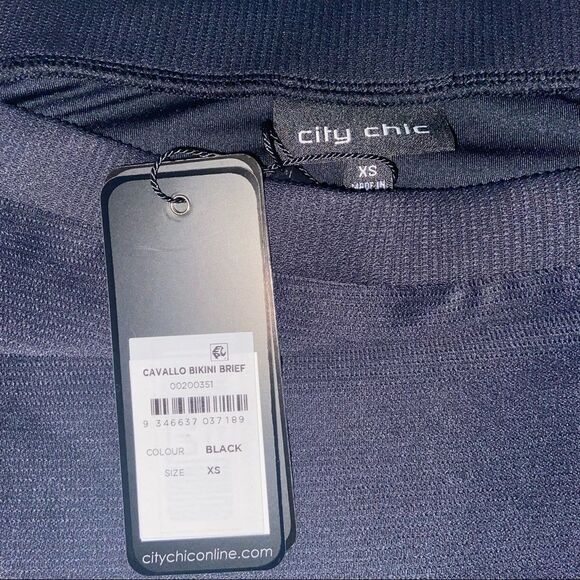 city chic
XS
MADE IN
CAVALLO BIKINI BRIEF
00200351
9 346637 037189
COLOUR BLACK
SIZE XS
citychiconline.com